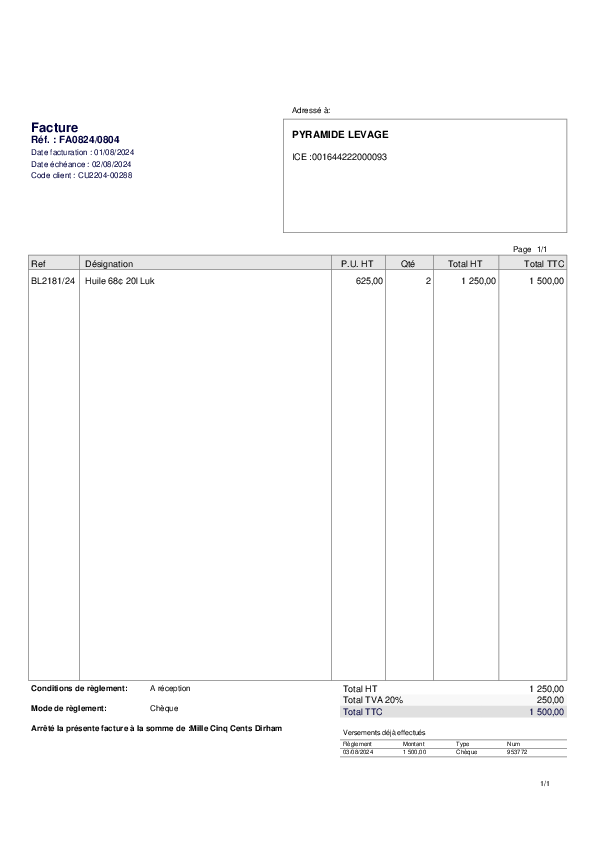 Adressé à:
Facture
Réf. : FA0824/0804
Date facturation : 01/08/2024
Date échéance : 02/08/2024
Code client : CU2204-00288
PYRAMIDE LEVAGE
ICE :001644222000093
Page 1/1
Ref Désignation P.U. HT Qté Total HT Total TTC
BL2181/24 Huile 68¢ 20l Luk 625,00 2 1 250,00 1 500,00
Conditions de règlement: A réception
Mode de règlement: Chèque
Arrêté la présente facture à la somme de :Mille Cinq Cents Dirham
Total HT 1 250,00
Total TVA 20% 250,00
Total TTC 1 500,00
Versements déjà effectués
Règlement Montant Type Num
03/08/2024 1 500,00 Chèque 953772
1/1